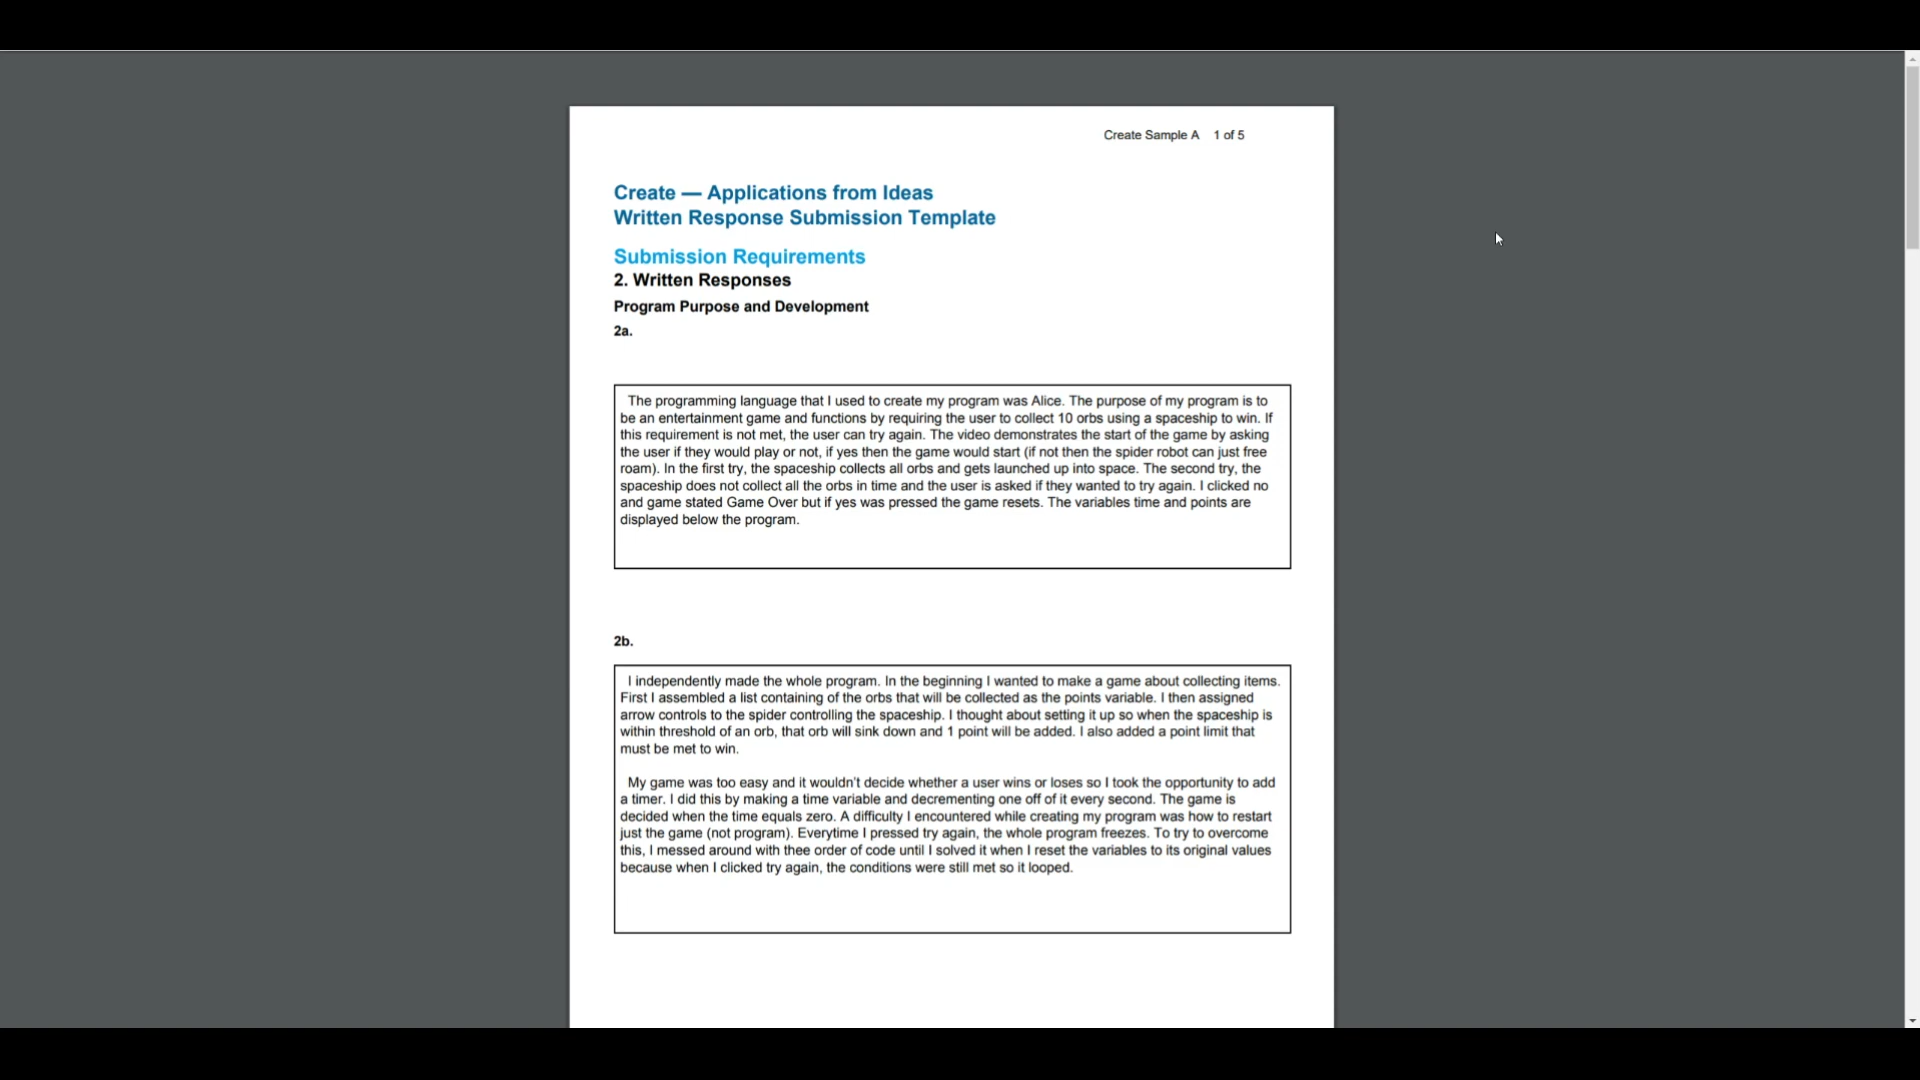 Create Sample A 1 of 5
Create — Applications from Ideas
Written Response Submission Template
Submission Requirements
2. Written Responses
Program Purpose and Development
2a.
The programming language that I used to create my program was Alice. The purpose of my program is to
be an entertainment game and functions by requiring the user to collect 10 orbs using a spaceship to win. If
this requirement is not met, the user can try again. The video demonstrates the start of the game by asking
the user if they would play or not, if yes then the game would start (if not then the spider robot can just free
roam). In the first try, the spaceship collects all orbs and gets launched up into space. The second try, the
spaceship does not collect all the orbs in time and the user is asked if they wanted to try again. I clicked no
and game stated Game Over but if yes was pressed the game resets. The variables time and points are
displayed below the program.
2b.
I independently made the whole program. In the beginning I wanted to make a game about collecting items.
First I assembled a list containing of the orbs that will be collected as the points variable. I then assigned
arrow controls to the spider controlling the spaceship. I thought about setting it up so when the spaceship is
within threshold of an orb, that orb will sink down and 1 point will be added. I also added a point limit that
must be met to win.
My game was too easy and it wouldn't decide whether a user wins or loses so I took the opportunity to add
a timer. I did this by making a time variable and decrementing one off of it every second. The game is
decided when the time equals zero. A difficulty I encountered while creating my program was how to restart
just the game (not program). Everytime I pressed try again, the whole program freezes. To try to overcome
this, I messed around with thee order of code until I solved it when I reset the variables to its original values
because when I clicked try again, the conditions were still met so it looped.